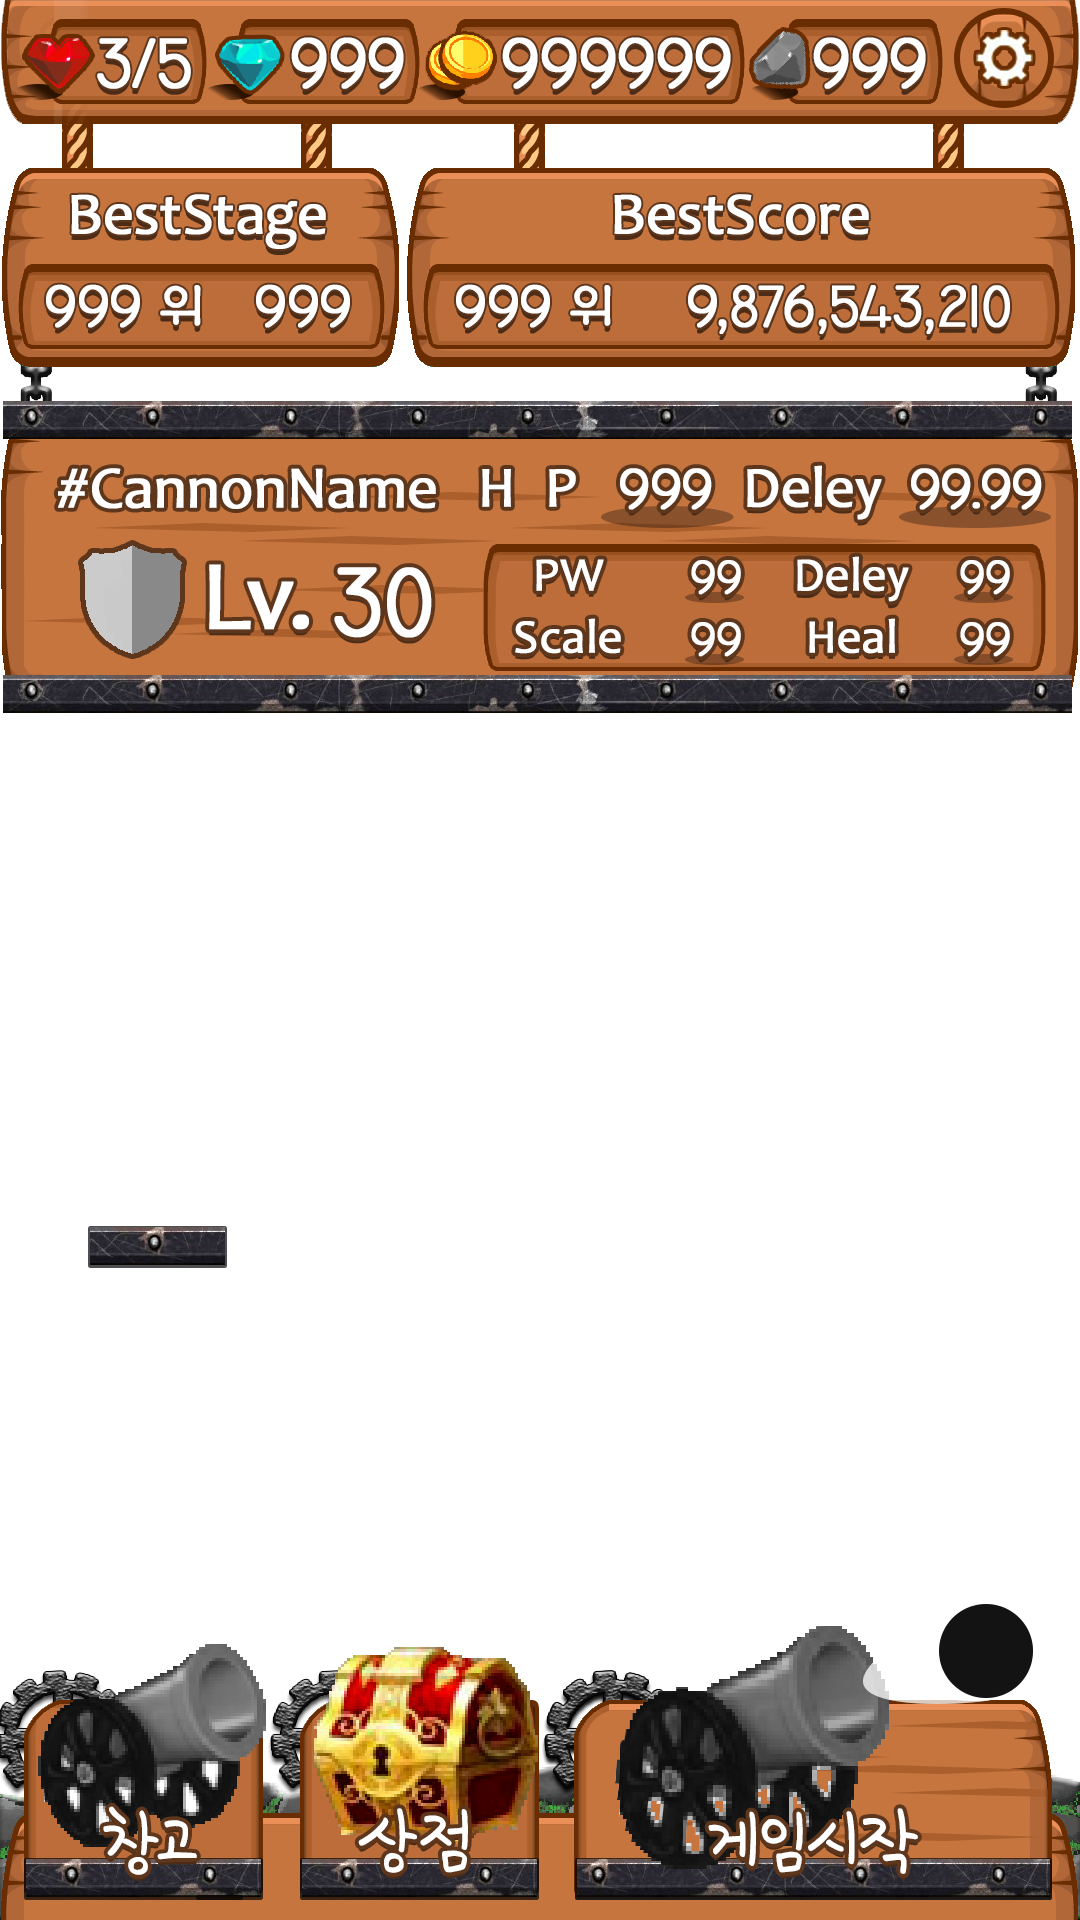 3/5 999 999999 999
BestStage BestScore
999 위 999 999 위 9,876,543,210
#CannonName H P 999 Deley 99.99
Lv. 30
PW 99 Deley 99
Scale 99 Heal 99
창고 상점 게임시작